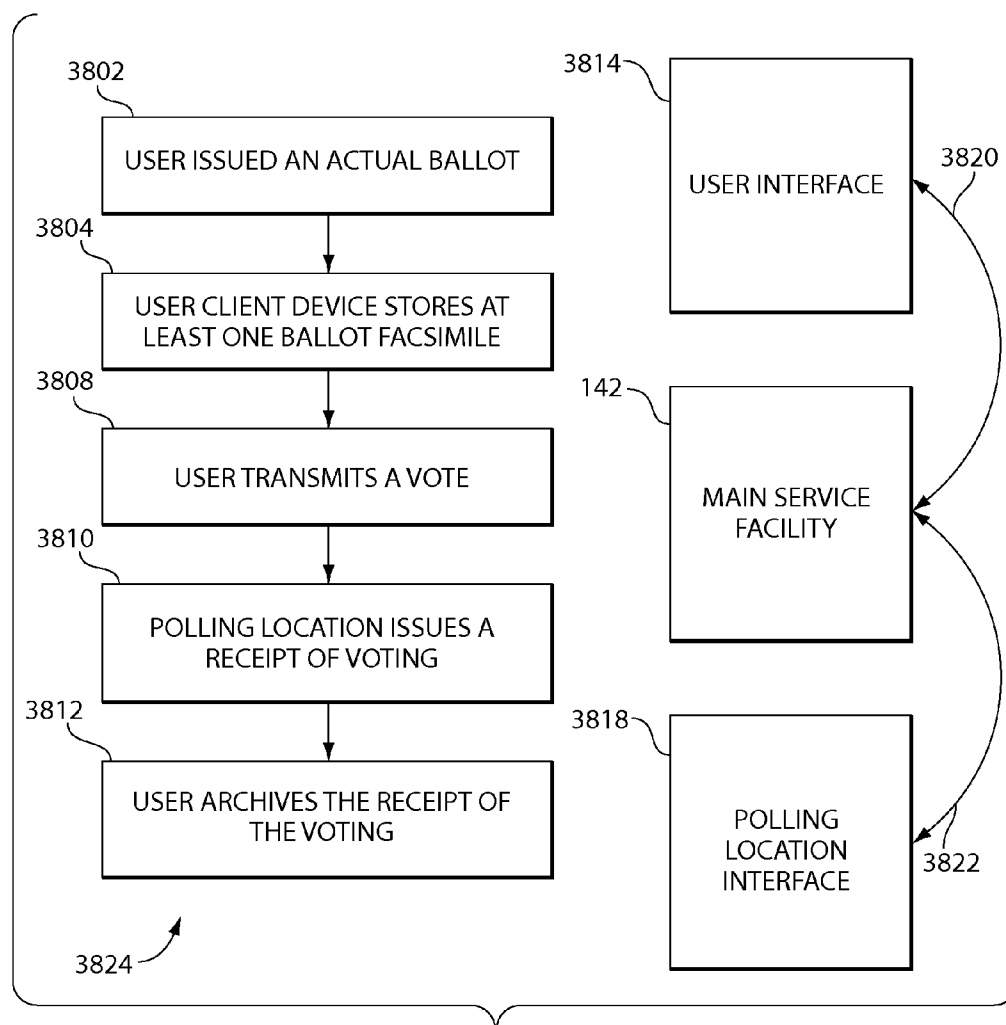 3802
USER ISSUED AN ACTUAL BALLOT
3804
USER CLIENT DEVICE STORES AT
LEAST ONE BALLOT FACSIMILE
3808
USER TRANSMITS A VOTE
3810
POLLING LOCATION ISSUES A
RECEIPT OF VOTING
3812
USER ARCHIVES THE RECEIPT OF
THE VOTING
3824
3814
USER INTERFACE
3820
142
MAIN SERVICE
FACILITY
3818
POLLING
LOCATION
INTERFACE
3822